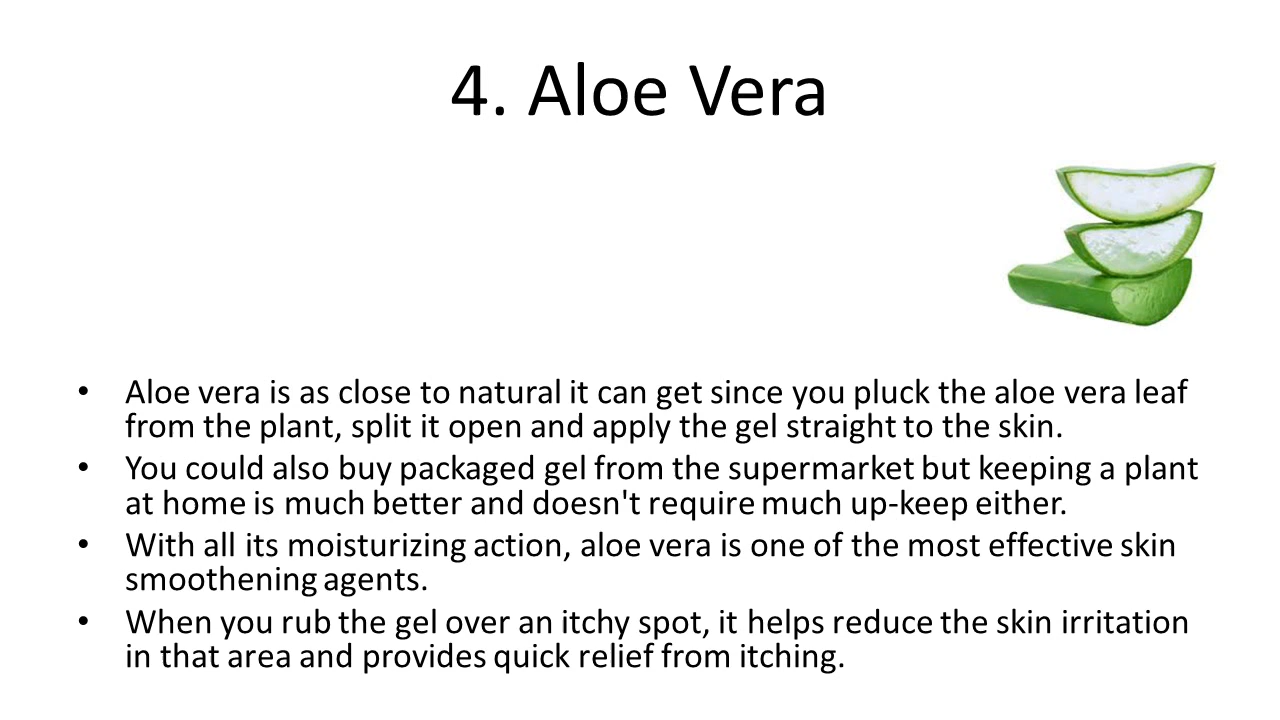 4. Aloe Vera
• Aloe vera is as close to natural it can get since you pluck the aloe vera leaf
from the plant, split it open and apply the gel straight to the skin.
• You could also buy packaged gel from the supermarket but keeping a plant
at home is much better and doesn't require much up-keep either.
• With all its moisturizing action, aloe vera is one of the most effective skin
smoothening agents.
• When you rub the gel over an itchy spot, it helps reduce the skin irritation
in that area and provides quick relief from itching.